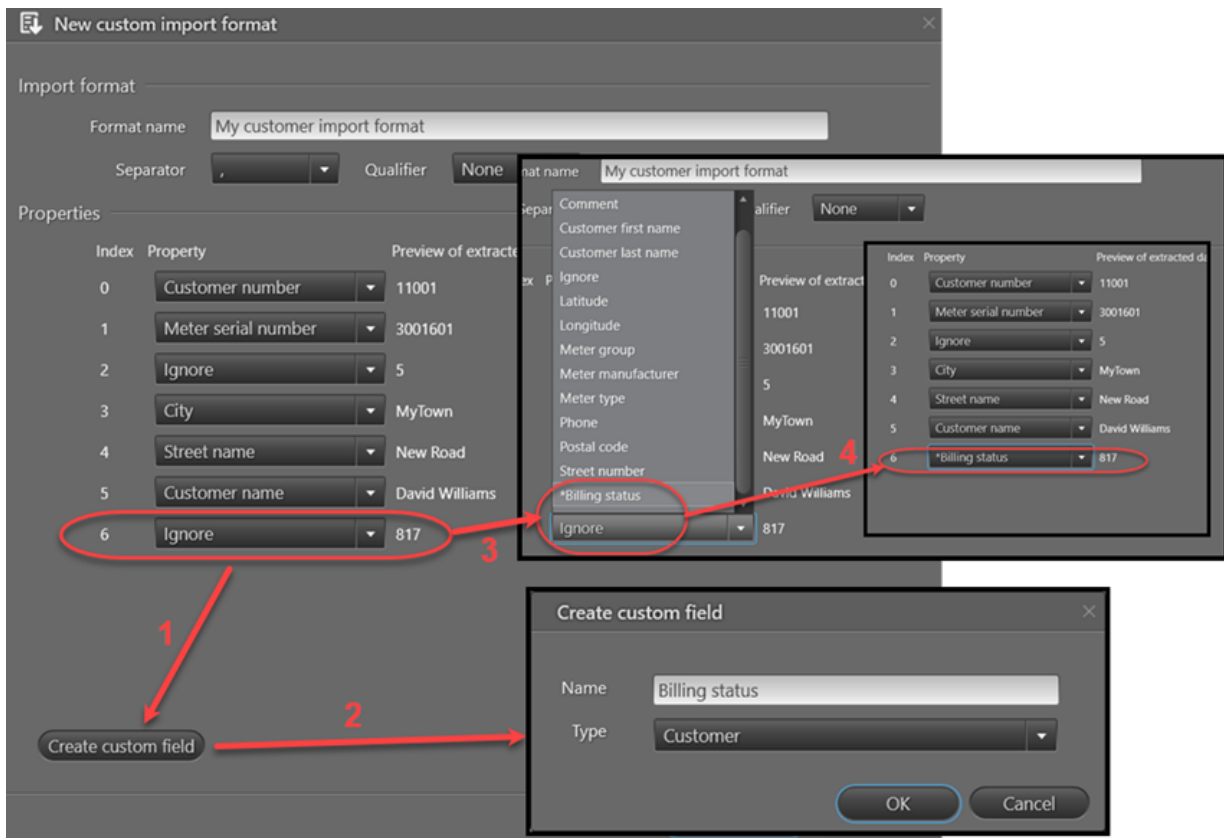 New custom import format
Import format
Format name My customer import format
Separator , Qualifier None
Properties
Index Property Preview of extracte
0 Customer number 11001
1 Meter serial number 3001601
2 Ignore 5
3 City MyTown
4 Street name New Road
5 Customer name David Williams
6 Ignore 817
1
2
3
4
Create custom field
mat name My customer import format
Separ alifier None
Comment
Customer first name
Customer last name
Ignore
Latitude
Longitude
Meter group
Meter manufacturer
Meter type
Phone
Postal code
Street number
*Billing status
Ignore
ex P Preview of extract
11001
3001601
5
MyTown
New Road
David Williams
817
Index Property Preview of extracted da
0 Customer number 11001
1 Meter serial number 3001601
2 Ignore 5
3 City MyTown
4 Street name New Road
5 Customer name David Williams
6 *Billing status 817
Create custom field
Name Billing status
Type Customer
OK Cancel